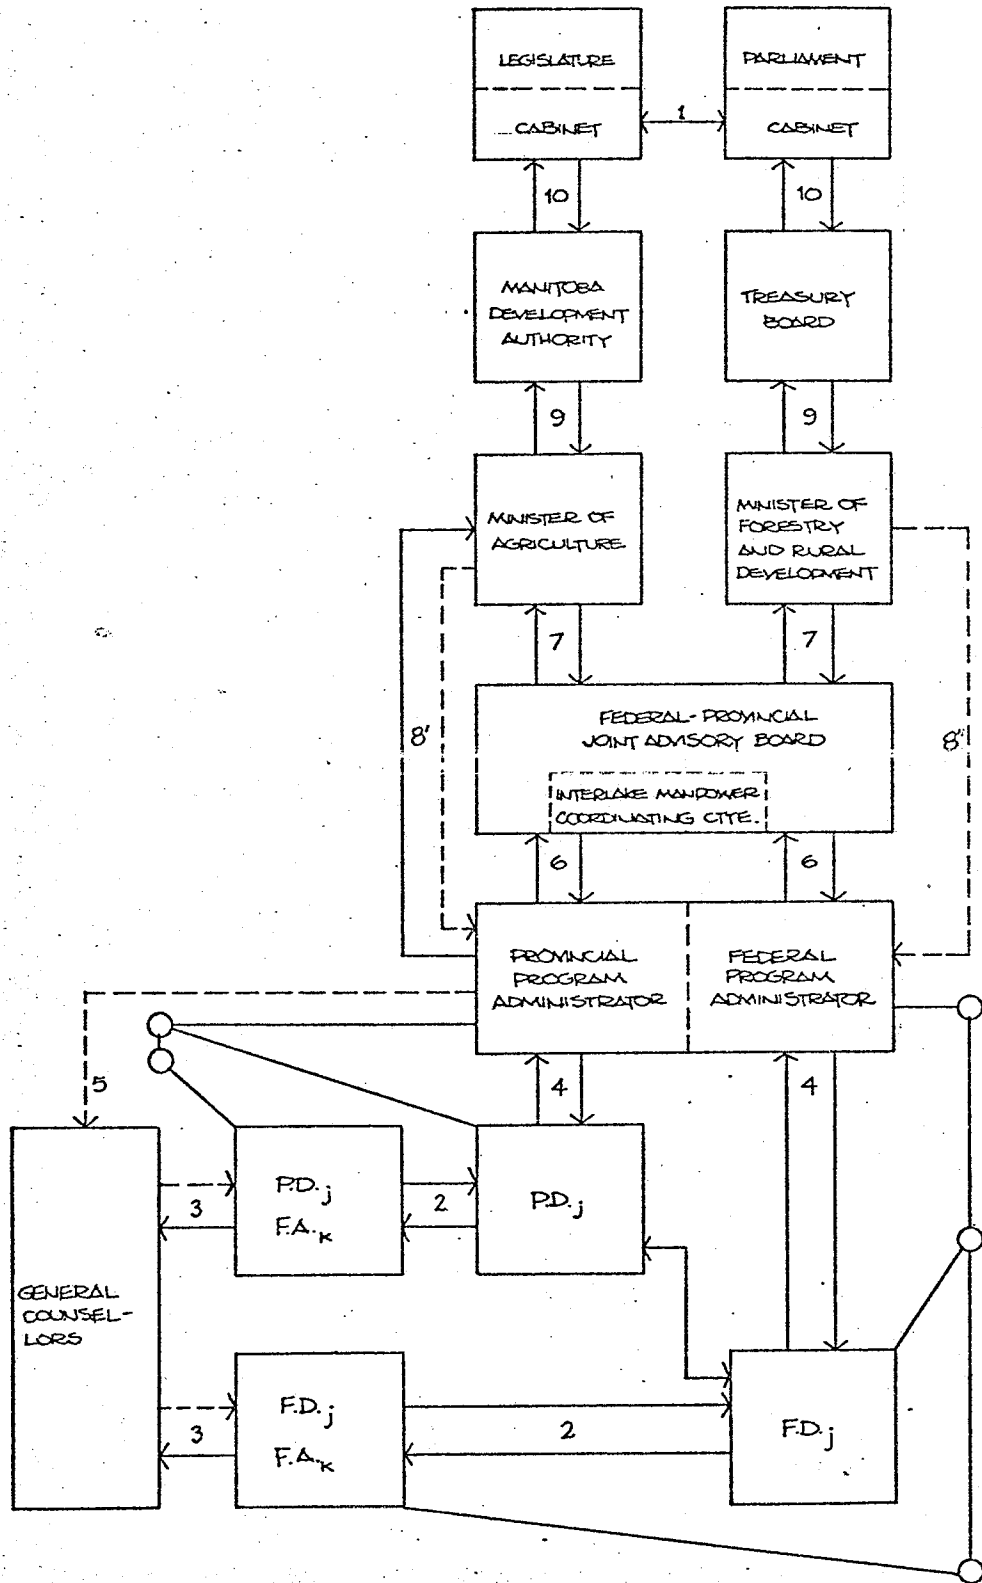 LEGISLATURE
CABINET
PARLIAMENT
CABINET
1
10
10
MANITOBA
DEVELOPMENT
AUTHORITY
TREASURY
BOARD
9
9
MINISTER OF
AGRICULTURE
MINISTER OF
FORESTRY
AND RURAL
DEVELOPMENT
7
7
8'
8"
FEDERAL-PROVINCIAL
JOINT ADVISORY BOARD
INTERLAKE MANPOWER
COORDINATING CTTE.
6
6
PROVINCIAL
PROGRAM
ADMINISTRATOR
FEDERAL
PROGRAM
ADMINISTRATOR
5
4
4
GENERAL
COUNSEL-
LORS
3
P.D.j
F.A.K
2
P.D.j
3
F.D.j
F.A.K
2
F.D.j